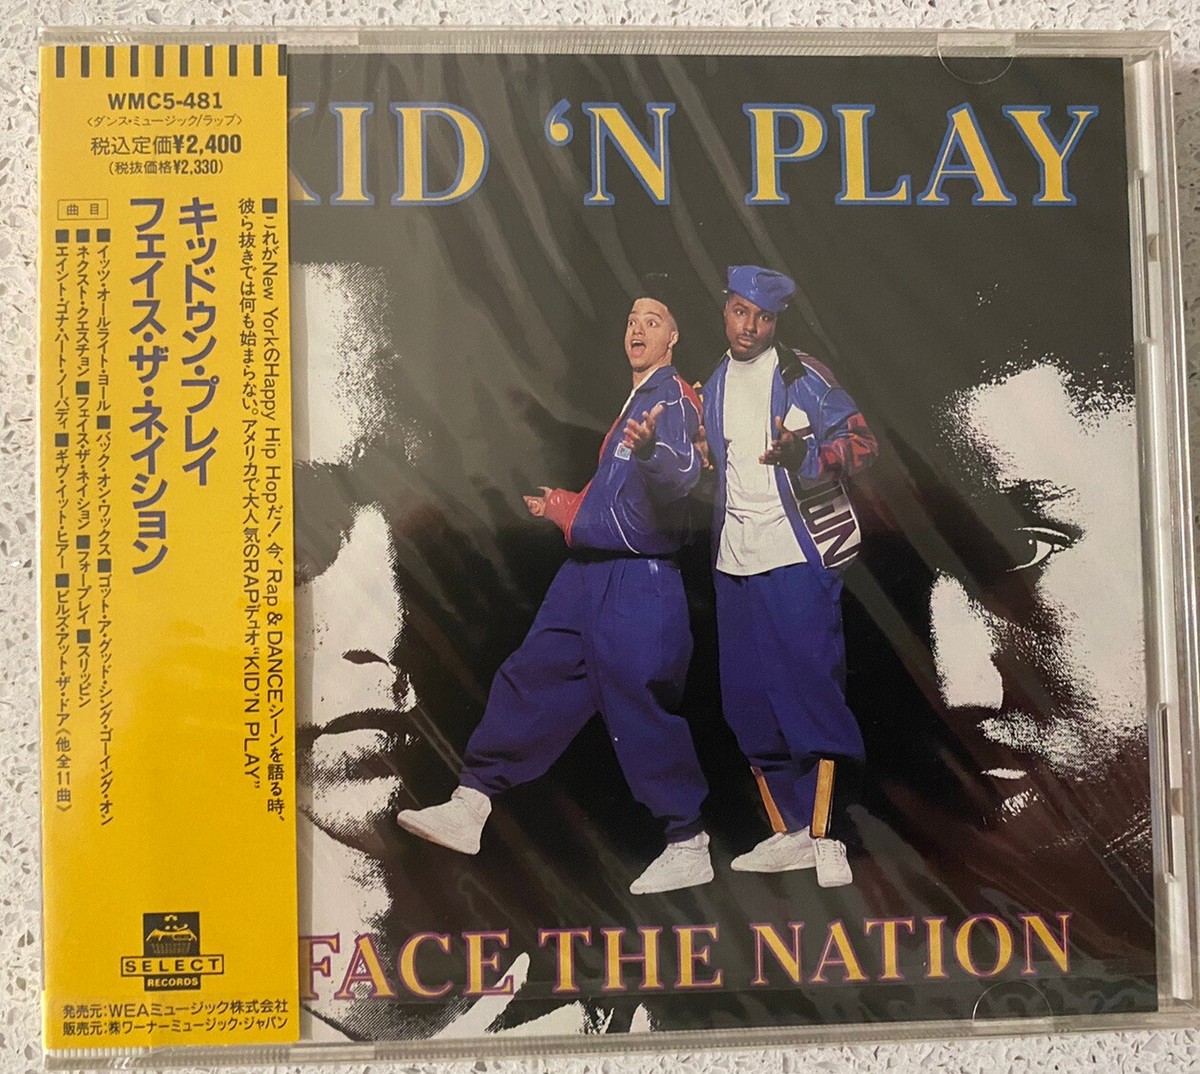 WMC5-481
〈ダンス・ミュージック/ラップ〉
税込定価¥2,400
(税抜価格¥2,330)
■これがNew YorkのHappy Hip Hopだ! 今、Rap & DANCEシーンを語る時、
彼ら抜きでは何も始まらない。アメリカで大人気のRAPデュオ“KID'N PLAY”
キッドゥン・プレイ
フェイス・ザ・ネイション
曲目
■イッツ・オールライト・ヨール ■バック・オン・ワックス ■ゴット・ア・グッド・シング・ゴーイング・オン
■ネクスト・クエスチョン ■フェイス・ザ・ネイション ■フォープレイ ■スリッピン
■エイント・ゴナ・ハート・ノーバディ ■ギヴ・イット・ヒアー ■ビルズ・アット・ザ・ドア《他全11曲》
SELECT
RECORDS
発売元:WEAミュージック株式会社
販売元:㈱ワーナーミュージック・ジャパン
KID ‘N PLAY
FACE THE NATION